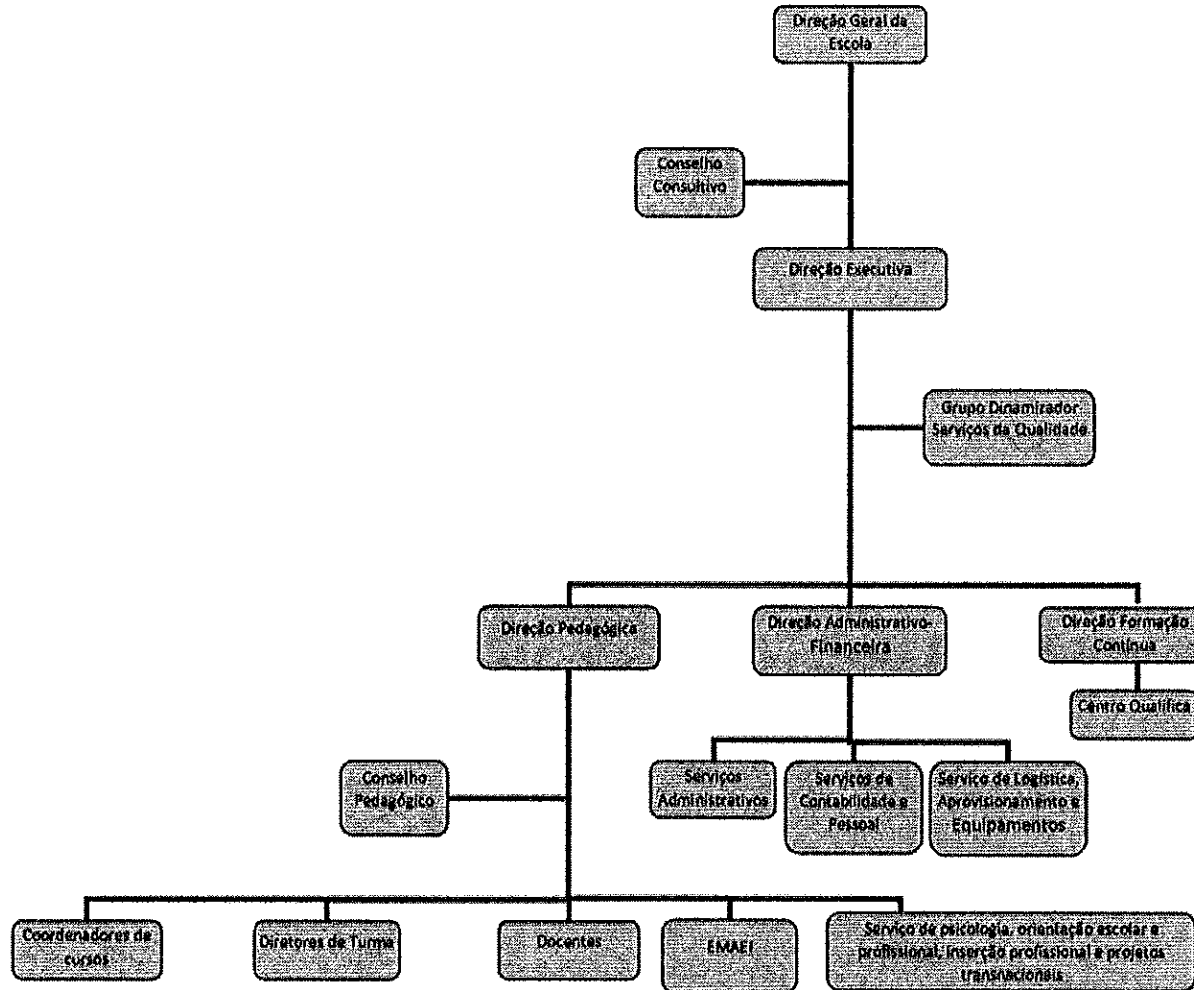 Direção Geral da
Escola
Conselho
Consultivo
Direção Executiva
Grupo Dinamizador
Serviços da Qualidade
Direção Pedagógica
Direção Administrativo-
Financeira
Direção Formação
Contínua
Centro Qualifica
Conselho
Pedagógico
Serviços
Administrativos
Serviços de
Contabilidade e
Pessoal
Serviço de Logística,
Aprovisionamento e
Equipamentos
Coordenadores de
cursos
Diretores de Turma
Docentes
EMAEI
Serviço de psicologia, orientação escolar e
profissional, inserção profissional e projetos
transnacionais